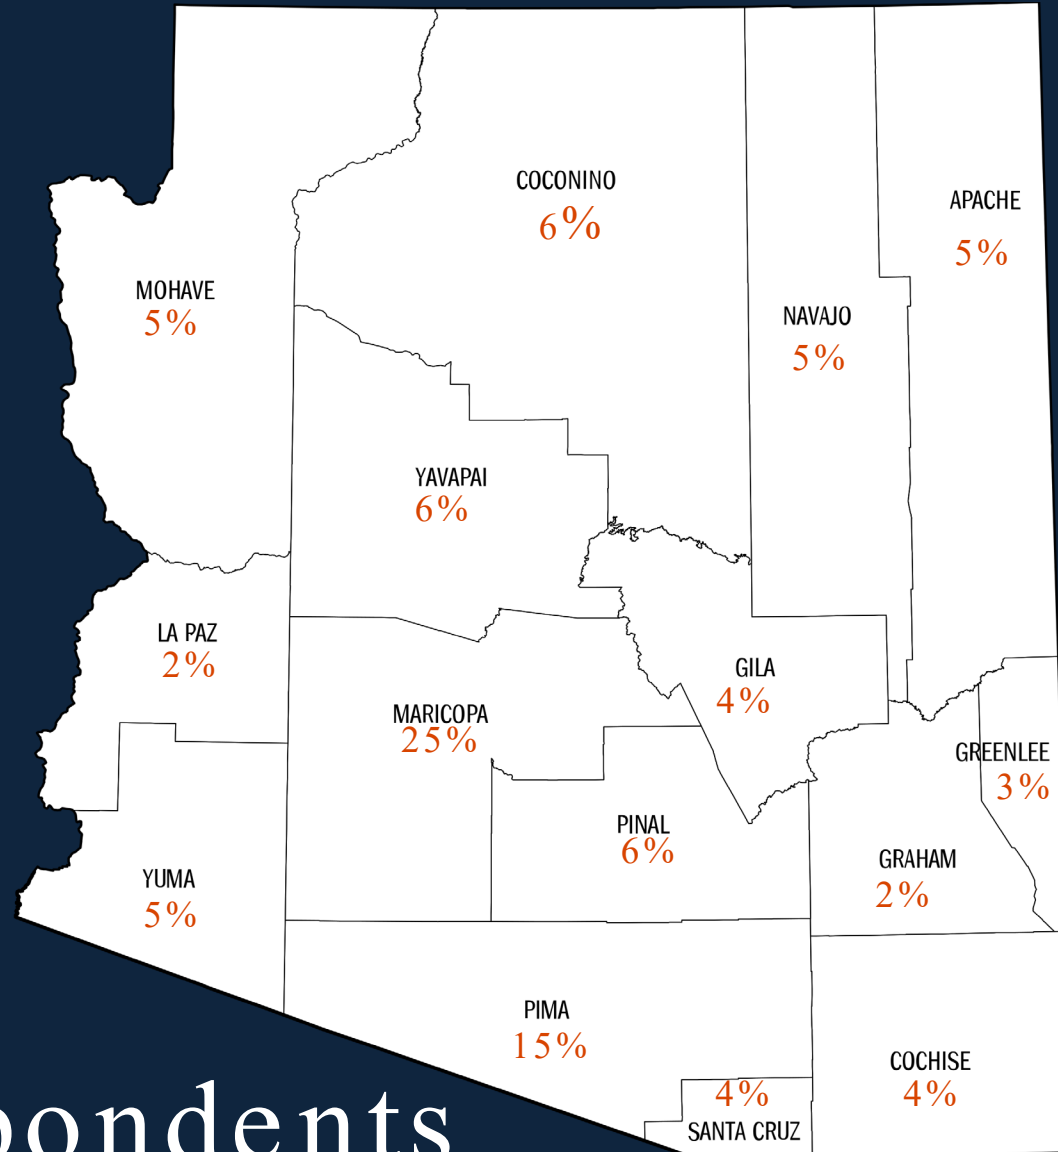 COCONINO
6%
APACHE
5%
MOHAVE
5%
NAVAJO
5%
YAVAPAI
6%
LA PAZ
2%
GILA
4%
MARICOPA
25%
GREENLEE
3%
PINAL
6%
GRAHAM
2%
YUMA
5%
PIMA
15%
COCHISE
4%
4%
SANTA CRUZ
pondents